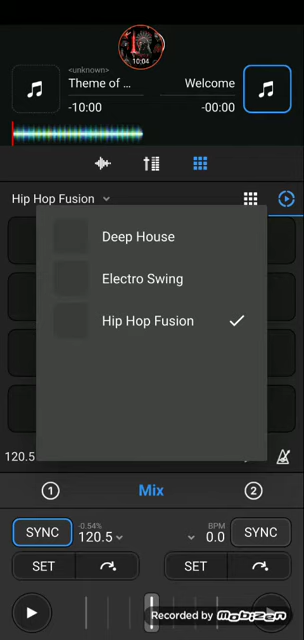 10:04
<unknown>
Theme of ...
Welcome
-10:00
-00:00
Hip Hop Fusion
Deep House
Electro Swing
Hip Hop Fusion
120.5
1
Mix
2
SYNC
-0.54%
120.5
BPM
0.0
SYNC
SET
SET
Recorded by Mobizen